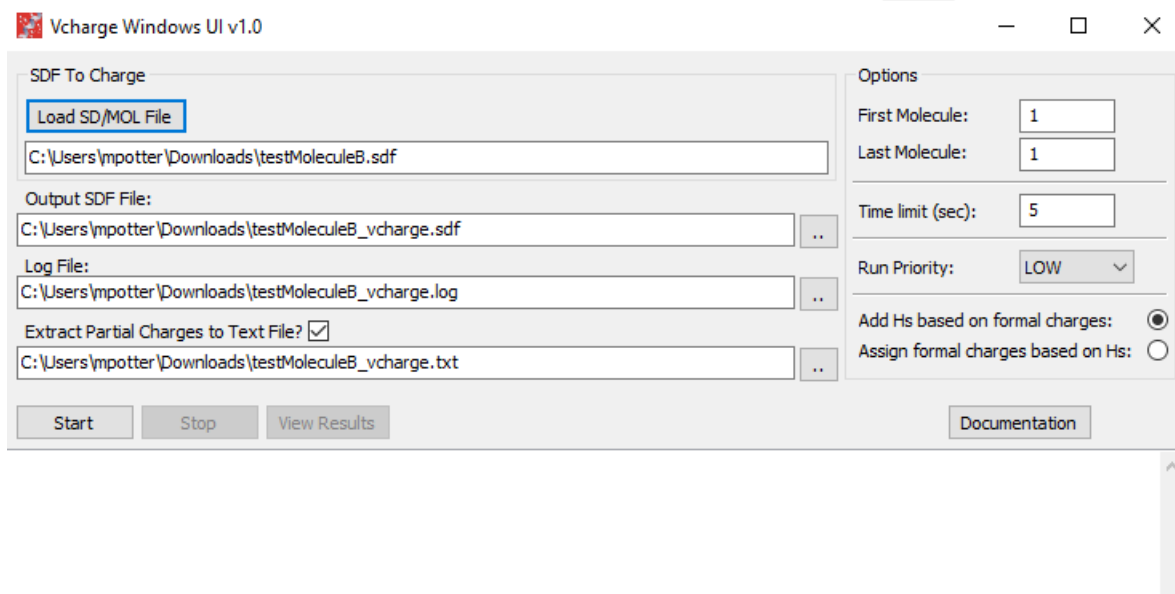 Vcharge Windows UI v1.0
SDF To Charge
Load SD/MOL File
C:\Users\mpotter\Downloads\testMoleculeB.sdf
Output SDF File:
C:\Users\mpotter\Downloads\testMoleculeB_vcharge.sdf
..
Log File:
C:\Users\mpotter\Downloads\testMoleculeB_vcharge.log
..
Extract Partial Charges to Text File?
C:\Users\mpotter\Downloads\testMoleculeB_vcharge.txt
..
Options
First Molecule: 1
Last Molecule: 1
Time limit (sec): 5
Run Priority: LOW
Add Hs based on formal charges:
Assign formal charges based on Hs:
Start Stop View Results Documentation